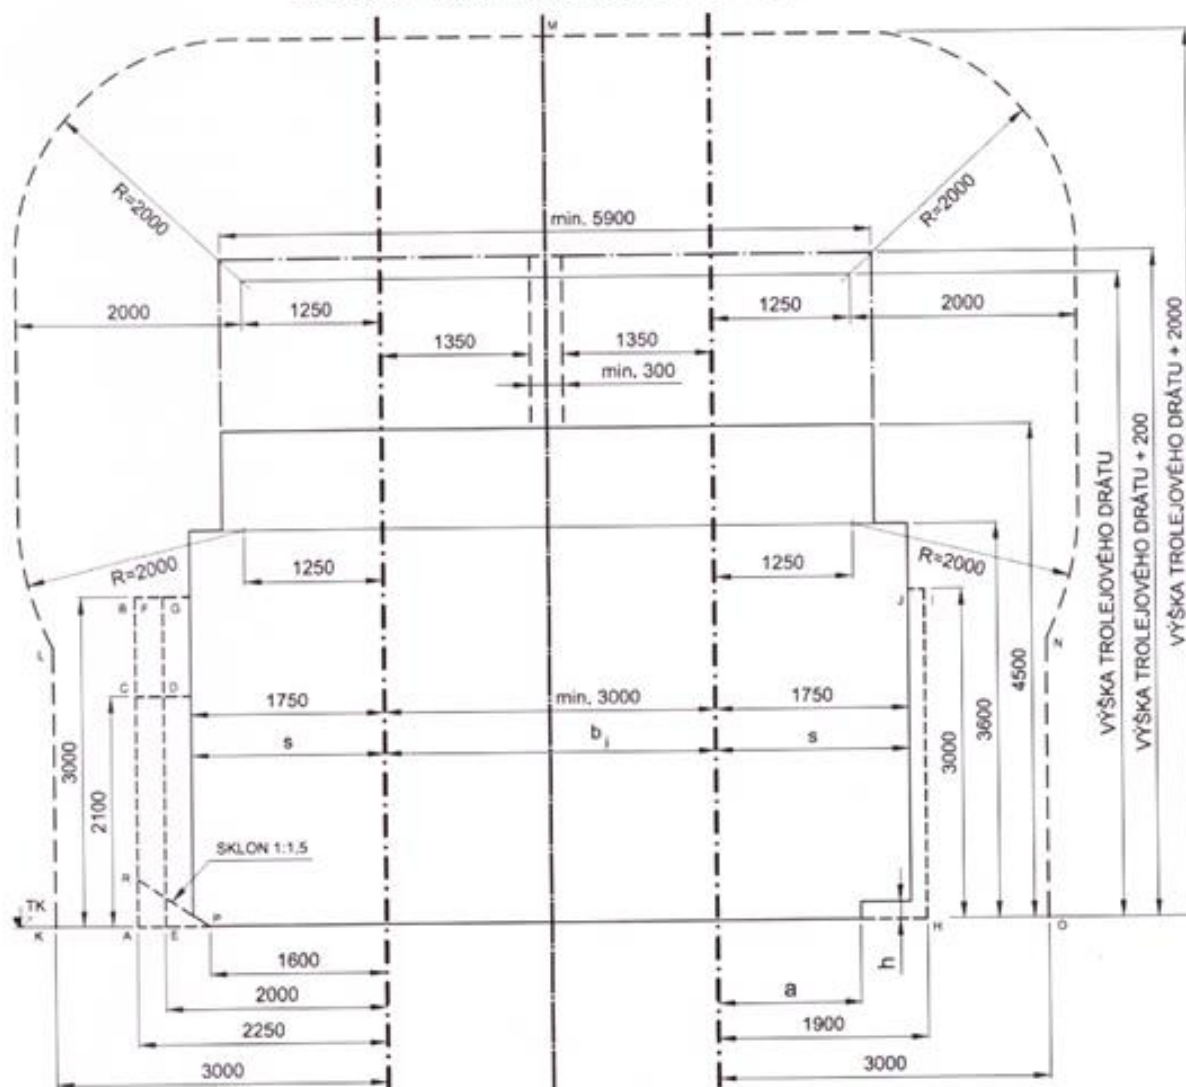 M
R=2000
R=2000
min. 5900
2000
1250
1250
2000
1350
1350
min. 300
VÝŠKA TROLEJOVÉHO DRÁTU
VÝŠKA TROLEJOVÉHO DRÁTU + 200
VÝŠKA TROLEJOVÉHO DRÁTU + 2000
R=2000
1250
1250
R=2000
B F G
J I
L
N
C D
1750
min. 3000
1750
s
b j
s
3000
2100
3000
3600
4500
SKLON 1:1,5
R
TK
K A E P
H O
1600
h
2000
a
2250
1900
3000
3000